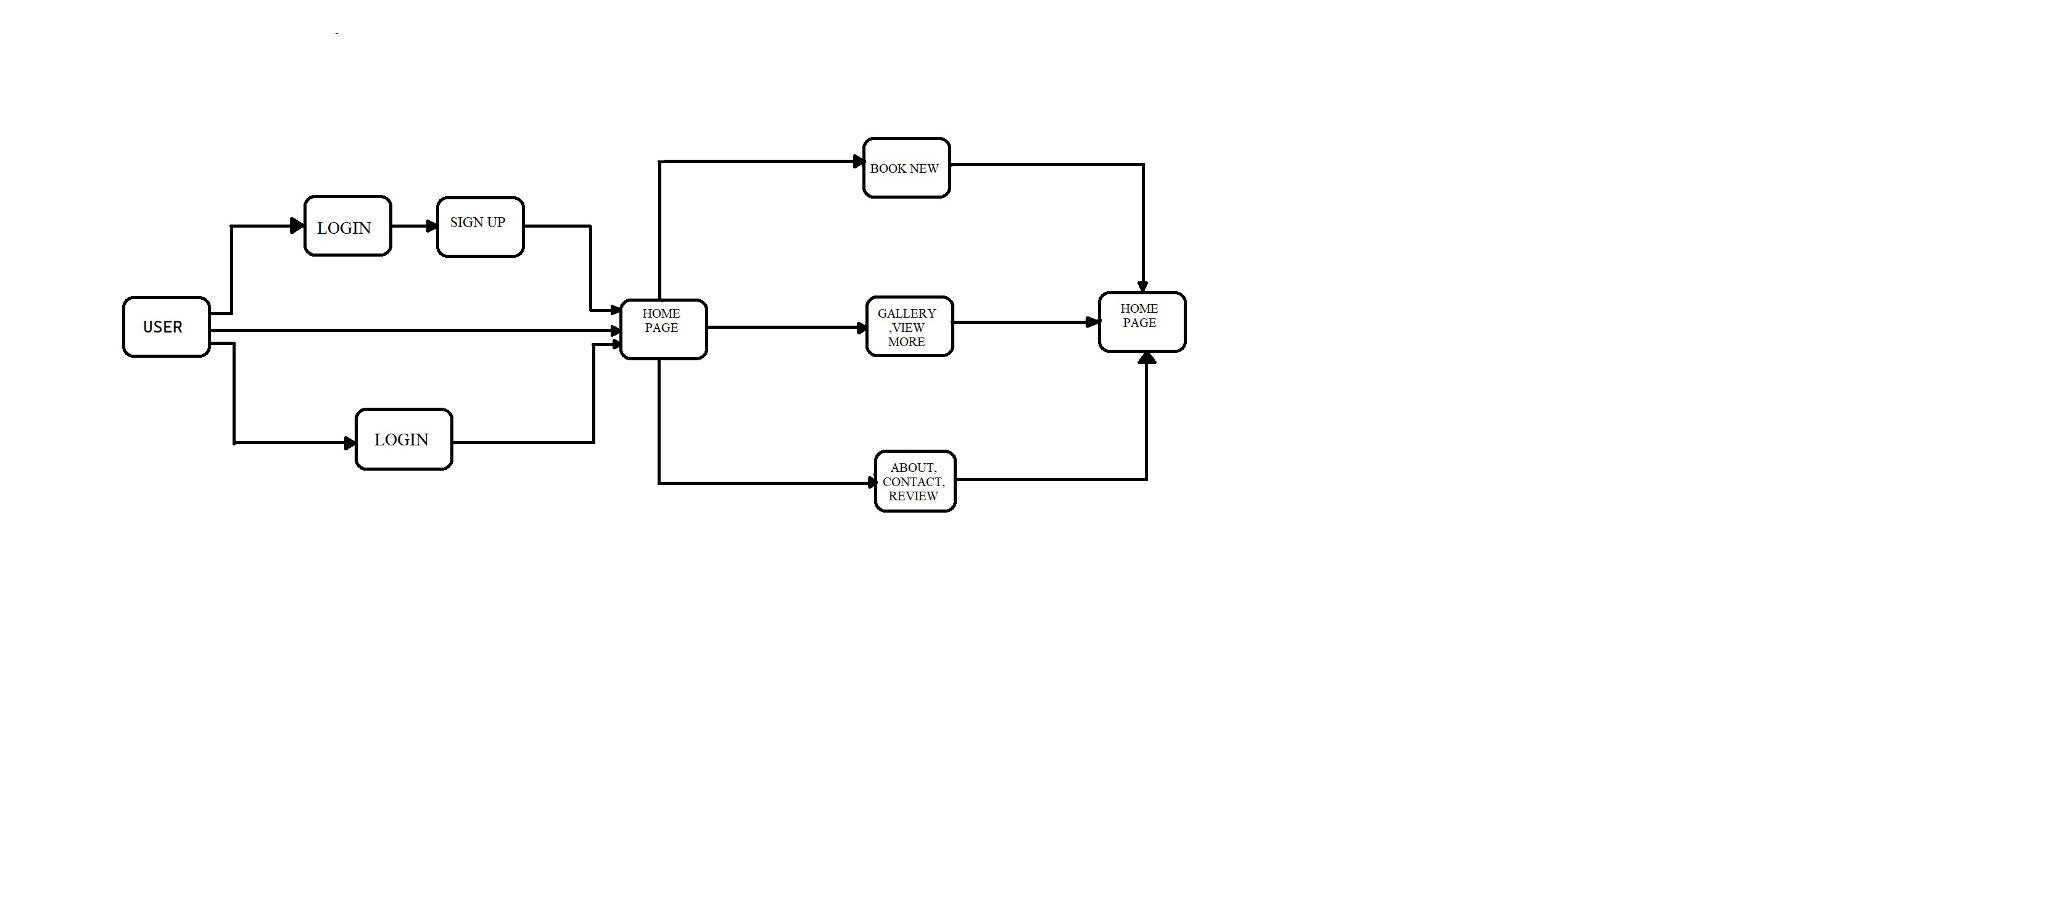 BOOK NEW
LOGIN
SIGN UP
USER
HOME
PAGE
GALLERY
,VIEW
MORE
HOME
PAGE
LOGIN
ABOUT,
CONTACT,
REVIEW